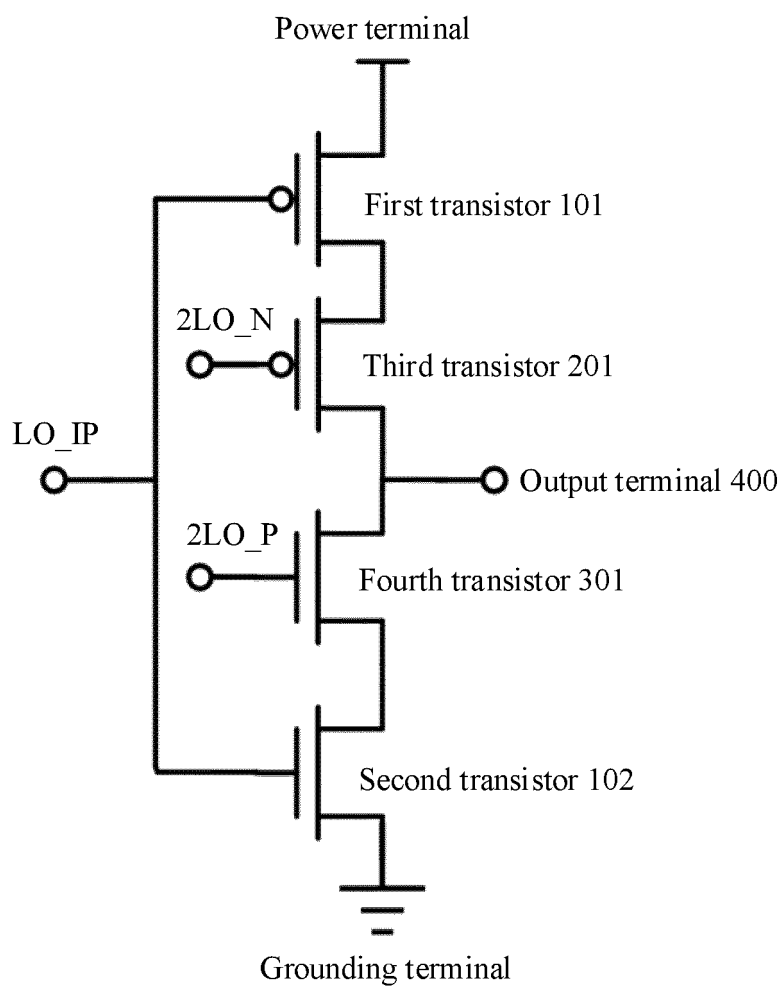 Power terminal
First transistor 101
2LO_N
Third transistor 201
LO_IP
Output terminal 400
2LO_P
Fourth transistor 301
Second transistor 102
Grounding terminal